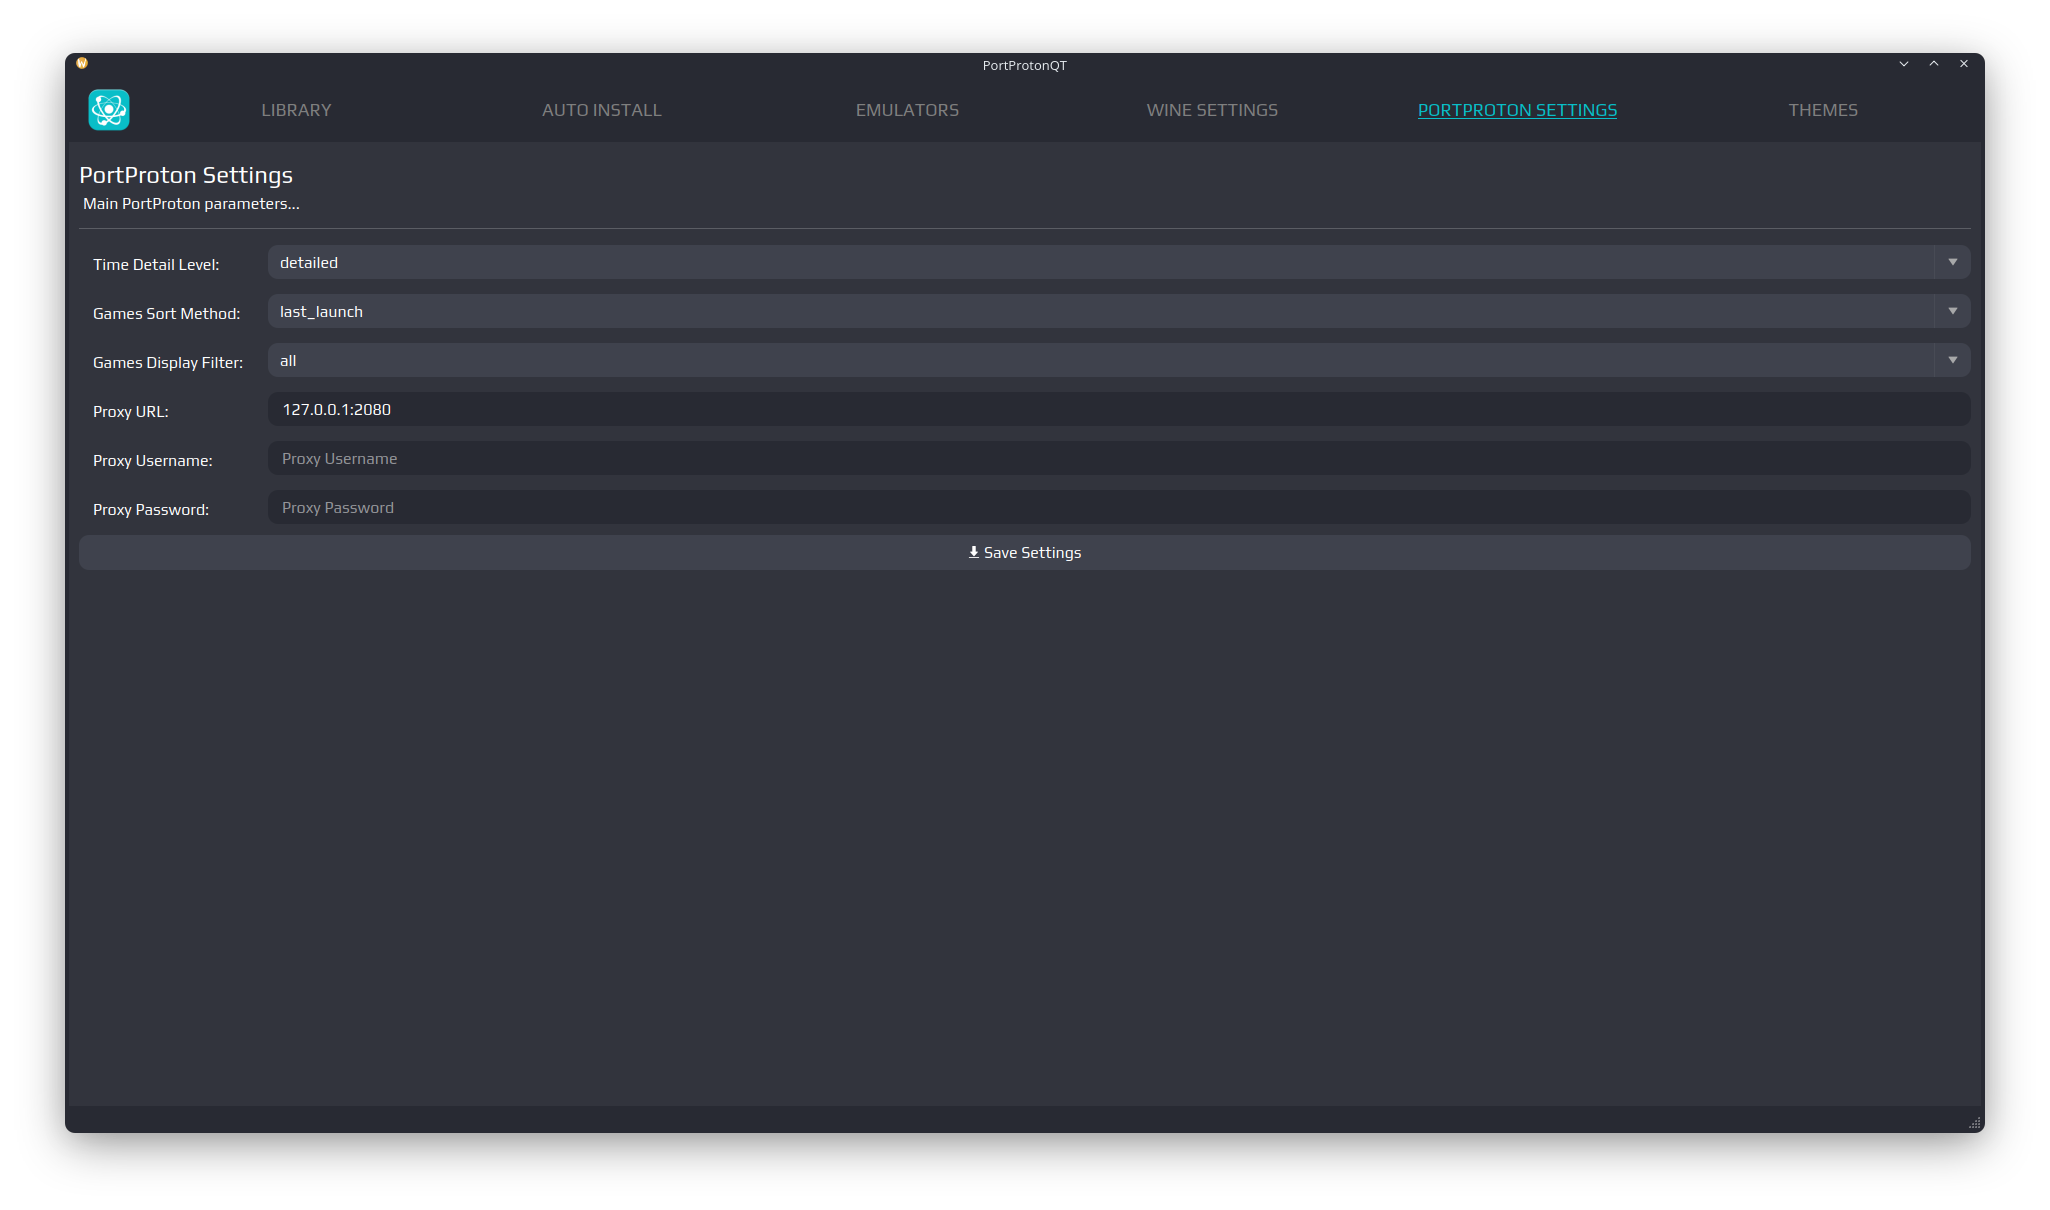 PortProtonQT
LIBRARY AUTO INSTALL EMULATORS WINE SETTINGS PORTPROTON SETTINGS THEMES
PortProton Settings
Main PortProton parameters...
Time Detail Level: detailed
Games Sort Method: last_launch
Games Display Filter: all
Proxy URL: 127.0.0.1:2080
Proxy Username: Proxy Username
Proxy Password: Proxy Password
Save Settings